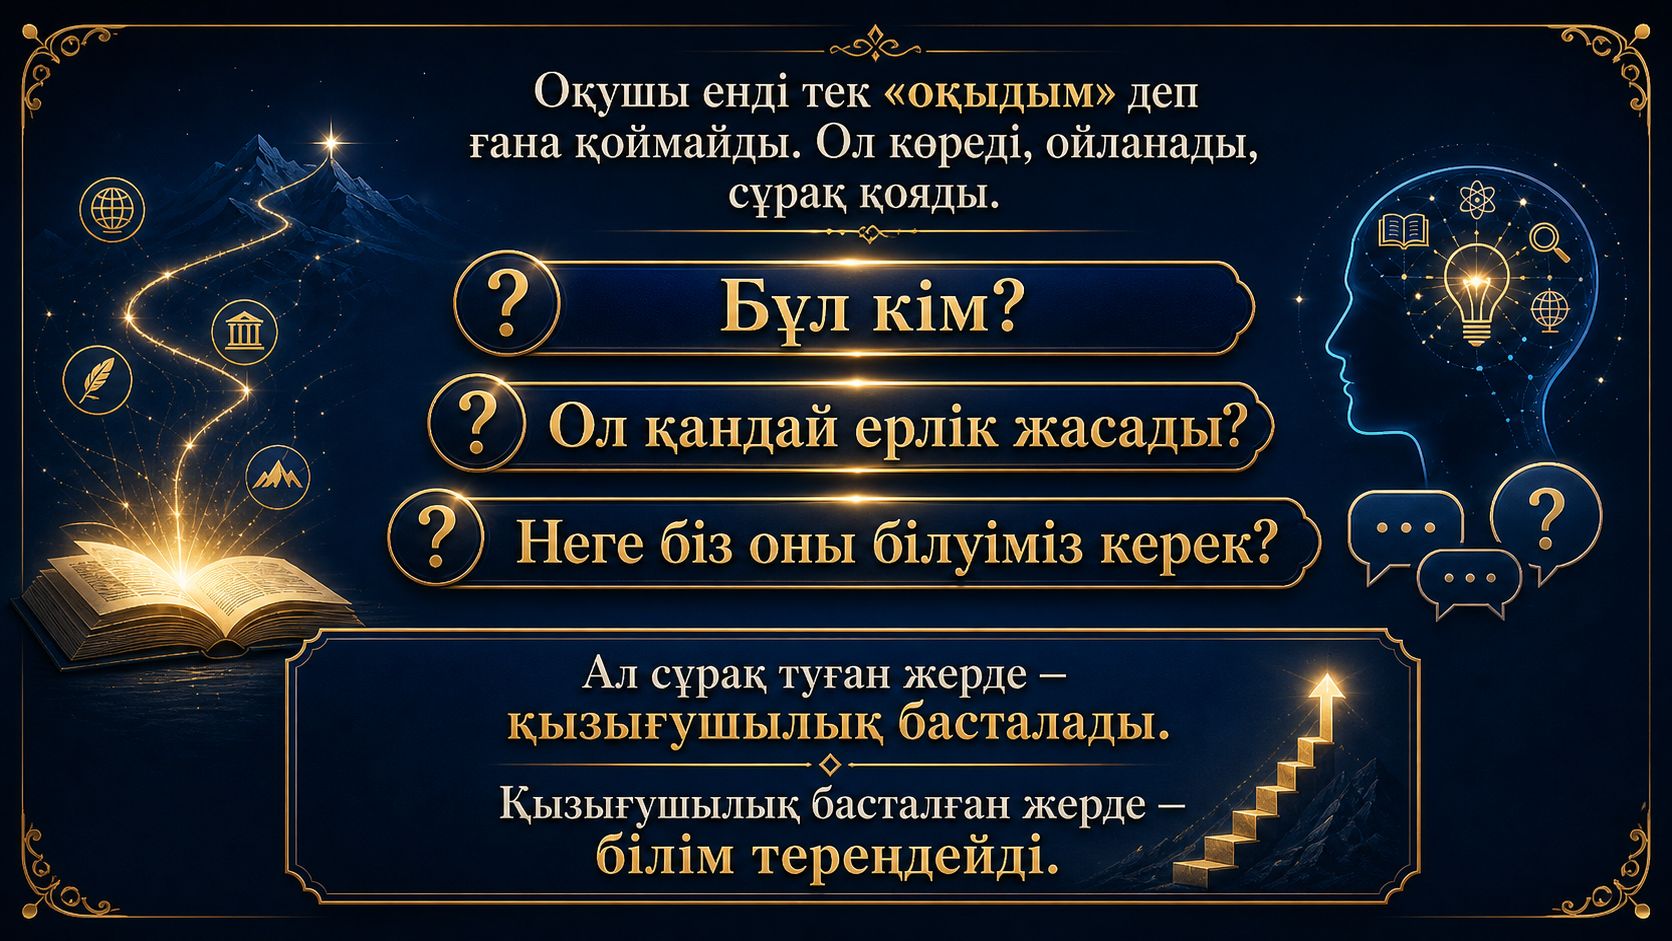 Оқушы енді тек «оқыдым» деп
ғана қоймайды. Ол көреді, ойланады,
сұрақ қояды.
? Бұл кім?
? Ол қандай ерлік жасады?
? Неге біз оны білуіміз керек?
?
Ал сұрақ туған жерде –
қызығушылық басталады.
Қызығушылық басталған жерде –
білім тереңдейді.